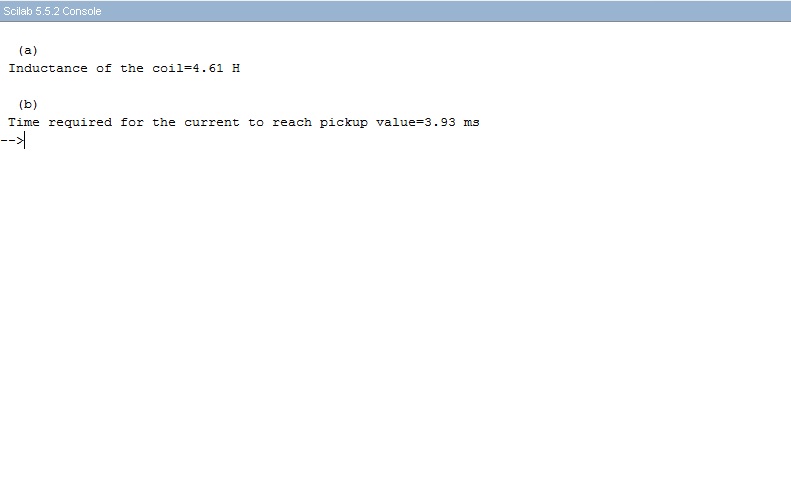 Scilab 5.5.2 Console
(a)
Inductance of the coil=4.61 H
(b)
Time required for the current to reach pickup value=3.93 ms
-->